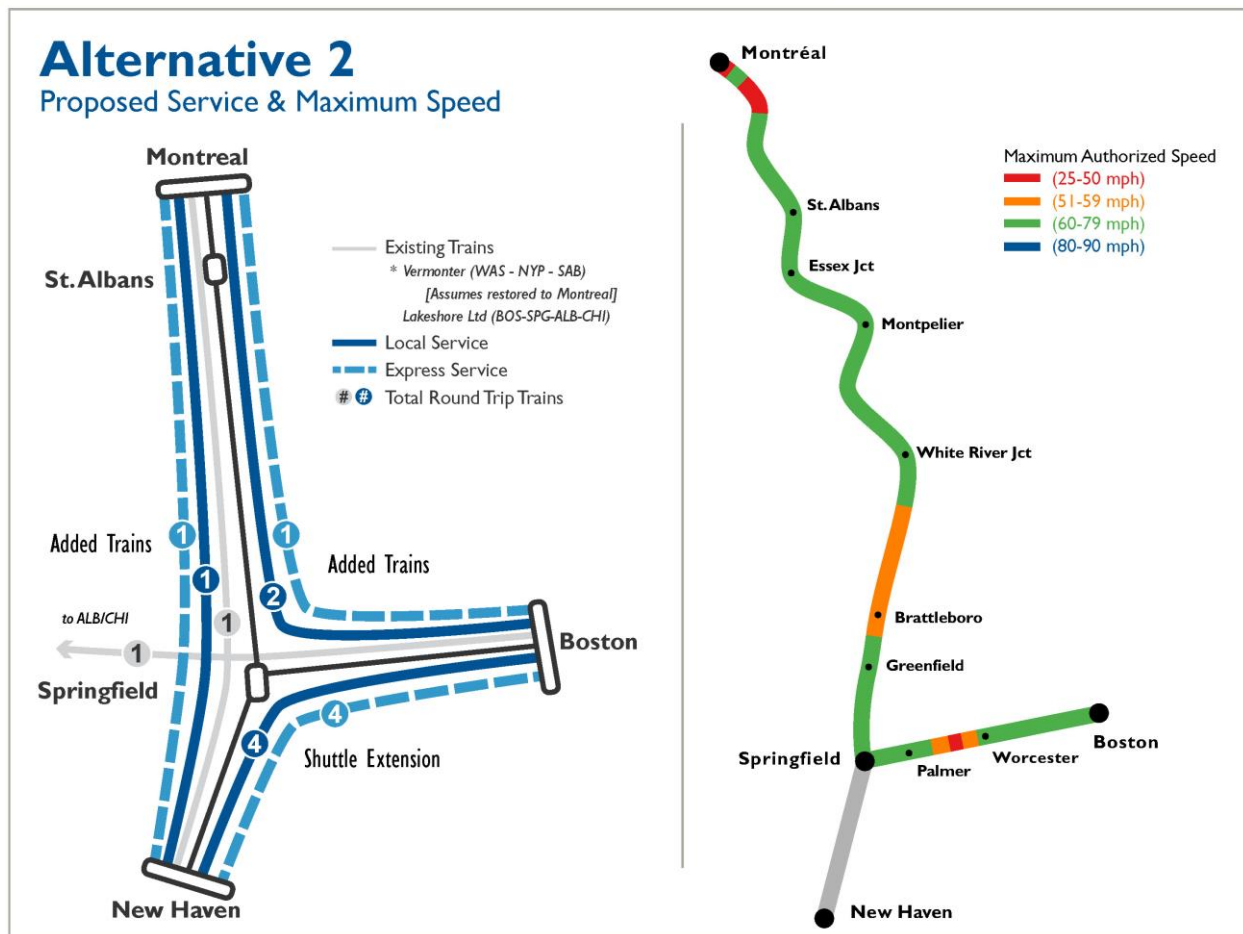 Alternative 2
Proposed Service & Maximum Speed
Montreal
St. Albans
Existing Trains
* Vermonter (WAS - NYP - SAB)
[Assumes restored to Montreal]
Lakeshore Ltd (BOS-SPG-ALB-CHI)
Local Service
Express Service
# # Total Round Trip Trains
1
1
Added Trains
Added Trains
1
2
to ALB/CHI
1
1
Boston
Springfield
4
4
Shuttle Extension
New Haven
Montréal
Maximum Authorized Speed
(25-50 mph)
(51-59 mph)
(60-79 mph)
(80-90 mph)
St. Albans
Essex Jct
Montpelier
White River Jct
Brattleboro
Greenfield
Springfield
Palmer
Worcester
Boston
New Haven